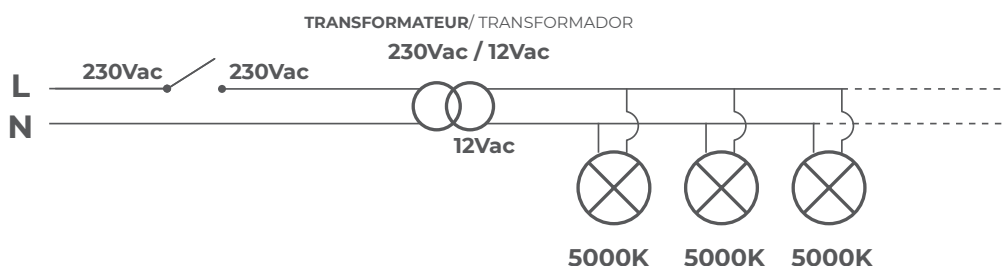 TRANSFORMATEUR/ TRANSFORMADOR
230Vac / 12Vac
230Vac 230Vac
L
N
12Vac
5000K 5000K 5000K